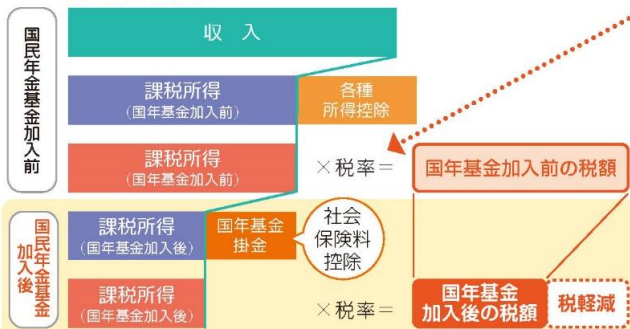 国民年金基金加入前
収入
課税所得
(国年基金加入前)
各種
所得控除
課税所得
(国年基金加入前)
×税率=
国年基金加入前の税額
国民年金基金
加入後
課税所得
(国年基金加入後)
国年基金
掛金
社会
保険料
控除
課税所得
(国年基金加入後)
×税率=
国年基金
加入後の税額
税軽減